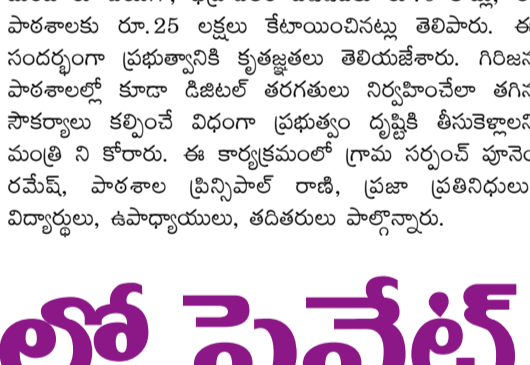 పాఠశాలకు రూ.25 లక్షలు కేటాయించినట్లు తెలిపారు. ఈ
సందర్భంగా ప్రభుత్వానికి కృతజ్ఞతలు తెలియజేశారు. గిరిజన
పాఠశాలల్లో కూడా డిజిటల్ తరగతులు నిర్వహించేలా తగిన
సౌకర్యాలు కల్పించే విధంగా ప్రభుత్వం దృష్టికి తీసుకెళ్లాలని
మంత్రి ని కోరారు. ఈ కార్యక్రమంలో గ్రామ సర్పంచ్ పూనెం
రమేష్, పాఠశాల ప్రిన్సిపాల్ రాణి, ప్రజా ప్రతినిధులు
విద్యార్థులు, ఉపాధ్యాయులు, తదితరులు పాల్గొన్నారు.
లో ప్రైవేట్